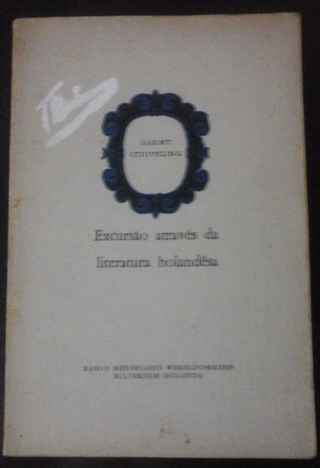 GARMT
STUIVELING
Excursão através da
literatura holandêsa
RADIO NEDERLAND WERELDOMROEP
HILVERSUM HOLANDA